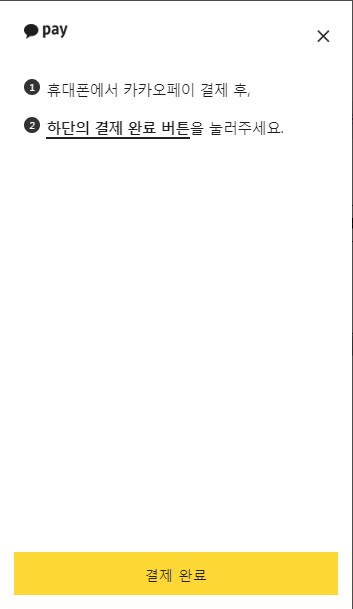 pay
1 휴대폰에서 카카오페이 결제 후,
2 하단의 결제 완료 버튼을 눌러주세요.
결제 완료